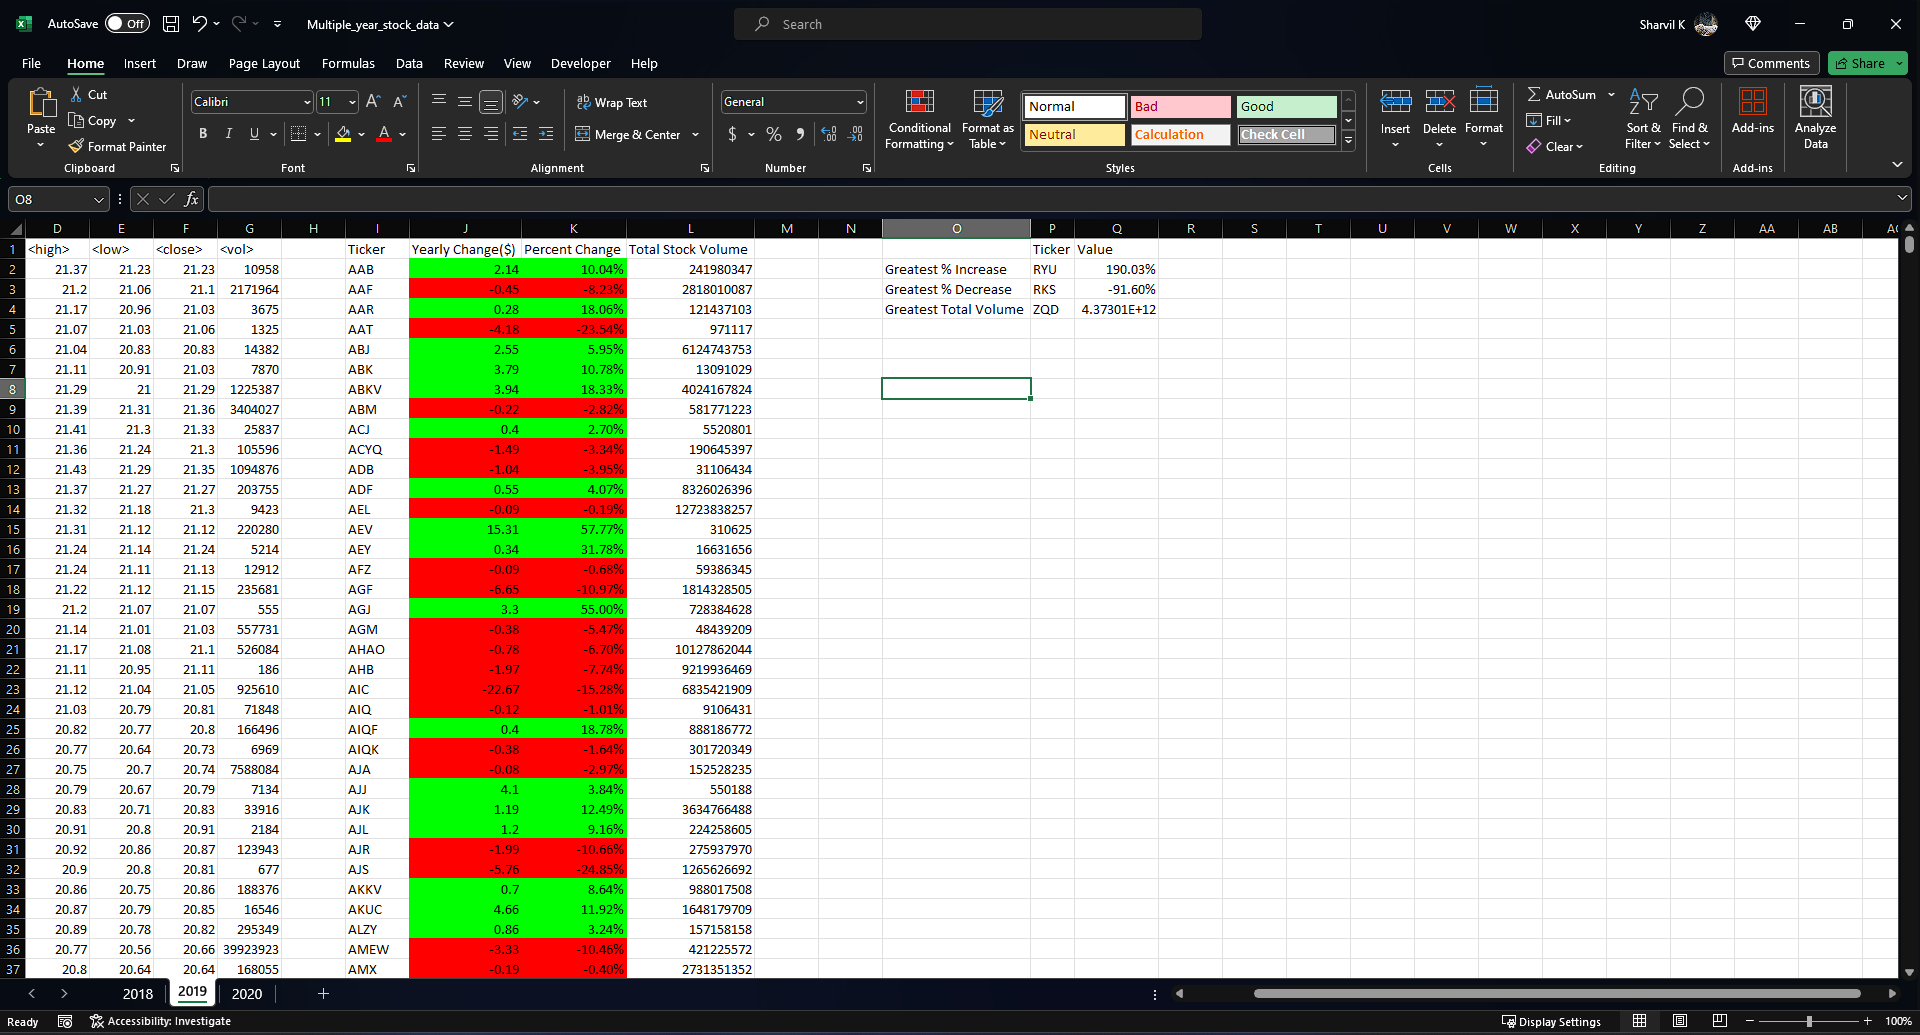 AutoSave Off Multiple_year_stock_data Search Sharvil K
File Home Insert Draw Page Layout Formulas Data Review View Developer Help Comments Share
Paste Cut Copy Format Painter Clipboard
Calibri 11 B I U A Font
Wrap Text Merge & Center Alignment
General $ % Number
Conditional Formatting Format as Table Normal Bad Good Neutral Calculation Check Cell Styles
Insert Delete Format Cells
AutoSum Fill Clear Sort & Filter Find & Select Editing
Add-ins Add-ins
Analyze Data
O8 fx
D E F G H I J K L M N O P Q R S T U V W X Y Z AA AB AC
1 <high> <low> <close> <vol> Ticker Yearly Change($) Percent Change Total Stock Volume Ticker Value
2 21.37 21.23 21.23 10958 AAB 2.14 10.04% 241980347 Greatest % Increase RYU 190.03%
3 21.2 21.06 21.1 2171964 AAF -0.45 -8.23% 2818010087 Greatest % Decrease RKS -91.60%
4 21.17 20.96 21.03 3675 AAR 0.28 18.06% 121437103 Greatest Total Volume ZQD 4.37301E+12
5 21.07 21.03 21.06 1325 AAT -4.18 -23.54% 971117
6 21.04 20.83 20.83 14382 ABJ 2.55 5.95% 6124743753
7 21.11 20.91 21.03 7870 ABK 3.79 10.78% 13091029
8 21.29 21 21.29 1225387 ABKV 3.94 18.33% 4024167824
9 21.39 21.31 21.36 3404027 ABM -0.22 -2.82% 581771223
10 21.41 21.3 21.33 25837 ACJ 0.4 2.70% 5520801
11 21.36 21.24 21.3 105596 ACYQ -1.49 -3.34% 190645397
12 21.43 21.29 21.35 1094876 ADB -1.04 -3.95% 31106434
13 21.37 21.27 21.27 203755 ADF 0.55 4.07% 8326026396
14 21.32 21.18 21.3 9423 AEL -0.09 -0.19% 12723838257
15 21.31 21.12 21.12 220280 AEV 15.31 57.77% 310625
16 21.24 21.14 21.24 5214 AEY 0.34 31.78% 16631656
17 21.24 21.11 21.13 12912 AFZ -0.09 -0.68% 59386345
18 21.22 21.12 21.15 235681 AGF -6.65 -10.97% 1814328505
19 21.2 21.07 21.07 555 AGJ 3.3 55.00% 728384628
20 21.14 21.01 21.03 557731 AGM -0.38 -5.47% 48439209
21 21.17 21.08 21.1 526084 AHAO -0.78 -6.70% 10127862044
22 21.11 20.95 21.11 186 AHB -1.97 -7.74% 9219936469
23 21.12 21.04 21.05 925610 AIC -22.67 -15.28% 6835421909
24 21.03 20.79 20.81 71848 AIQ -0.12 -1.01% 9106431
25 20.82 20.77 20.8 166496 AIQF 0.4 18.78% 888186772
26 20.77 20.64 20.73 6969 AIQK -0.38 -1.64% 301720349
27 20.75 20.7 20.74 7588084 AJA -0.08 -2.97% 152528235
28 20.79 20.67 20.79 7134 AJJ 4.1 3.84% 550188
29 20.83 20.71 20.83 33916 AJK 1.19 12.49% 3634766488
30 20.91 20.8 20.91 2184 AJL 1.2 9.16% 224258605
31 20.92 20.86 20.87 123943 AJR -1.99 -10.66% 275937970
32 20.9 20.8 20.81 677 AJS -5.76 -24.85% 1265626692
33 20.86 20.75 20.86 188376 AKKV 0.7 8.64% 988017508
34 20.87 20.79 20.85 16546 AKUC 4.66 11.92% 1648179709
35 20.89 20.78 20.82 295349 ALZY 0.86 3.24% 157158158
36 20.77 20.56 20.66 39923923 AMEW -3.33 -10.46% 421225572
37 20.8 20.64 20.64 168055 AMX -0.19 -0.40% 2731351352
2018 2019 2020
Ready Accessibility: Investigate Display Settings 100%